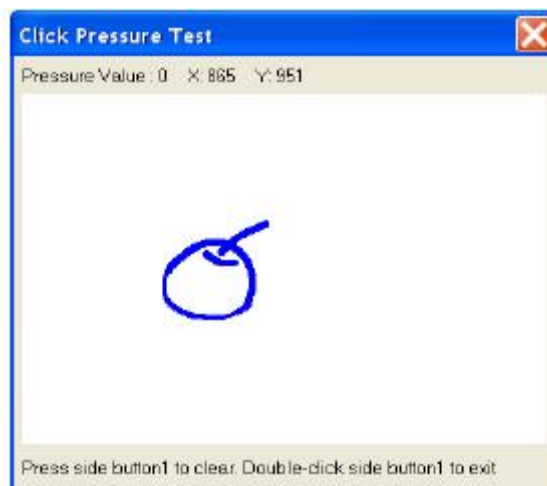 Click Pressure Test
Pressure Value : 0 X: 865 Y: 951
Press side button1 to clear. Double-click side button1 to exit